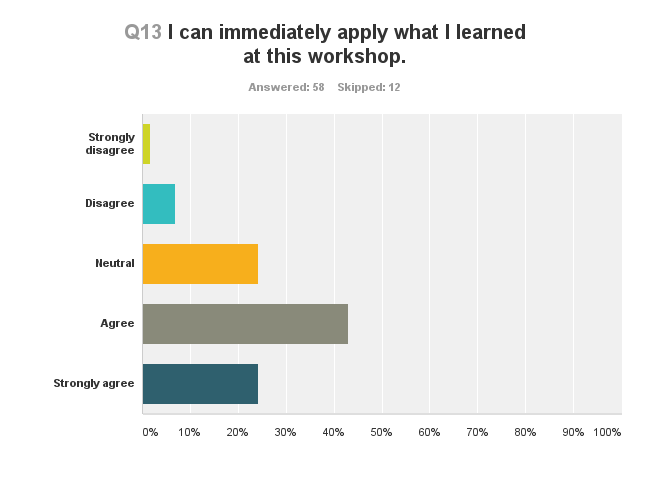 Q13 I can immediately apply what I learned
at this workshop.
Answered: 58 Skipped: 12
Strongly
disagree
Disagree
Neutral
Agree
Strongly agree
0% 10% 20% 30% 40% 50% 60% 70% 80% 90% 100%